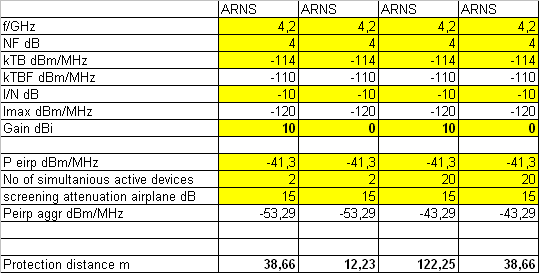 ARNS ARNS ARNS ARNS
f/GHz 4,2 4,2 4,2 4,2
NF dB 4 4 4 4
kTB dBm/MHz -114 -114 -114 -114
kTBF dBm/MHz -110 -110 -110 -110
I/N dB -10 -10 -10 -10
Imax dBm/MHz -120 -120 -120 -120
Gain dBi 10 0 10 0
P eirp dBm/MHz -41,3 -41,3 -41,3 -41,3
No of simultanious active devices 2 2 20 20
screening attenuation airplane dB 15 15 15 15
Peirp aggr dBm/MHz -53,29 -53,29 -43,29 -43,29
Protection distance m 38,66 12,23 122,25 38,66